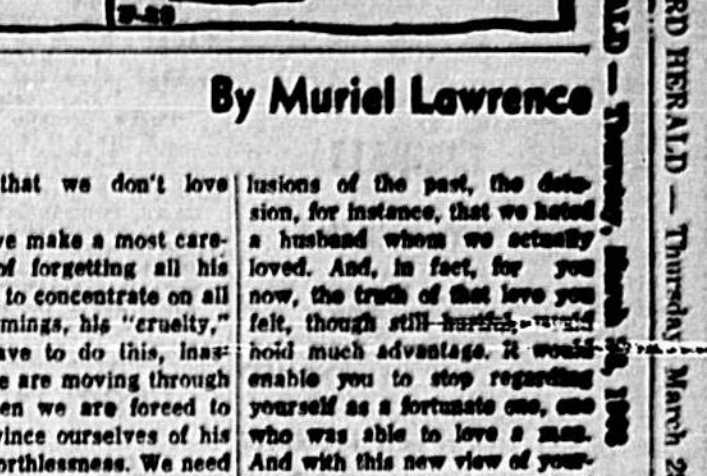 By Muriel Lawrence
that we don't love
ve make a most care-
of forgetting all his
to concentrate on all
mings, his "cruelty,"
ave to do this, inas-
e are moving through
en we are forced to
vince ourselves of his
orthlessness. We need
lusions of the past, the delu-
sion, for instance, that we hated
a husband whom we actually
loved. And, in fact, for you
now, the truth of that love you
felt, though still
hold much advantage. It would
enable you to stop regarding
yourself as a fortunate one, one
who was able to love a man.
And with this new view of your-
ALD — Thursday, March
RD HERALD — Thursday March 2